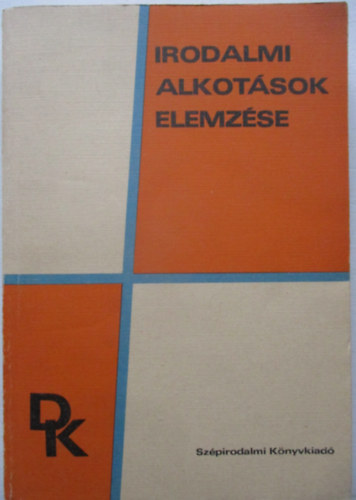 IRODALMI
ALKOTÁSOK
ELEMZÉSE
DK
Szépirodalmi Könyvkiadó